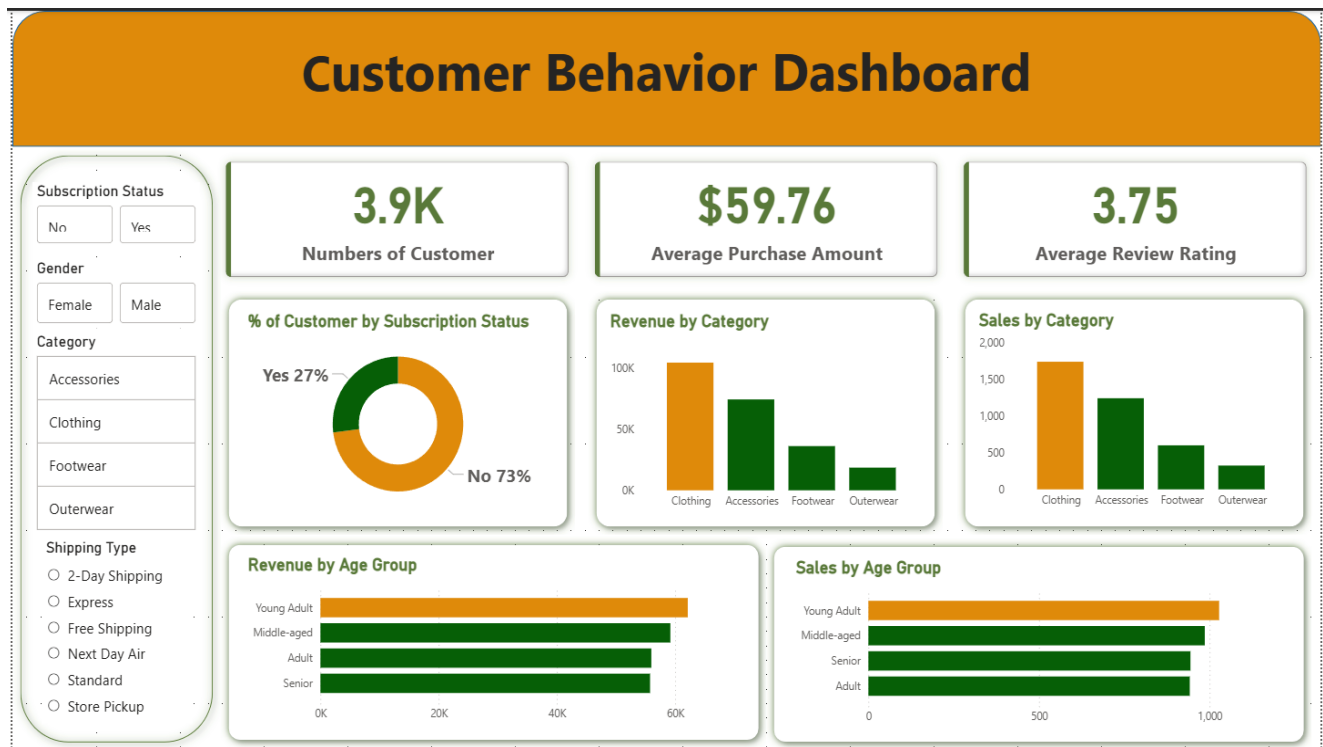 Customer Behavior Dashboard
Subscription Status
No
Yes
Gender
Female
Male
Category
Accessories
Clothing
Footwear
Outerwear
Shipping Type
2-Day Shipping
Express
Free Shipping
Next Day Air
Standard
Store Pickup
3.9K
Numbers of Customer
$59.76
Average Purchase Amount
3.75
Average Review Rating
% of Customer by Subscription Status
Yes 27%
No 73%
Revenue by Category
100K
50K
0K
Clothing Accessories Footwear Outerwear
Sales by Category
2,000
1,500
1,000
500
0
Clothing Accessories Footwear Outerwear
Revenue by Age Group
Young Adult
Middle-aged
Adult
Senior
0K 20K 40K 60K
Sales by Age Group
Young Adult
Middle-aged
Senior
Adult
0 500 1,000